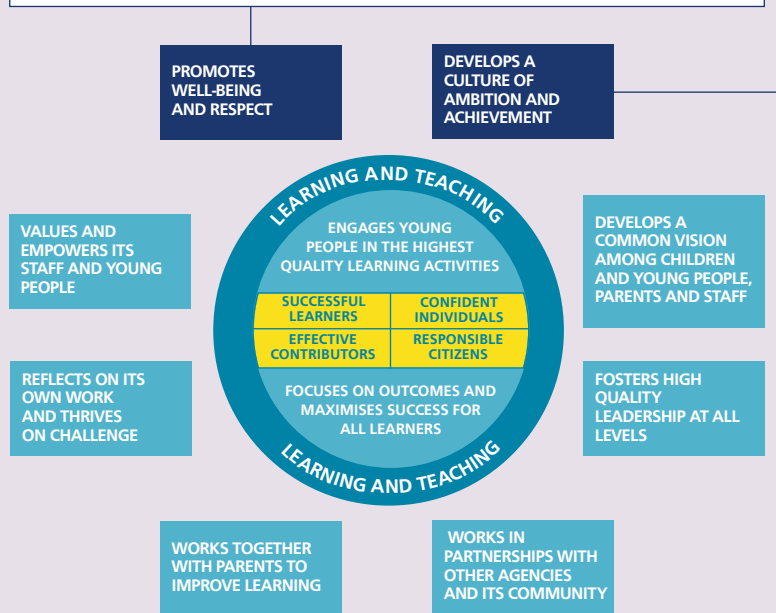 PROMOTES
WELL-BEING
AND RESPECT
DEVELOPS A
CULTURE OF
AMBITION AND
ACHIEVEMENT
LEARNING AND TEACHING
ENGAGES YOUNG
PEOPLE IN THE HIGHEST
QUALITY LEARNING ACTIVITIES
VALUES AND
EMPOWERS ITS
STAFF AND YOUNG
PEOPLE
DEVELOPS A
COMMON VISION
AMONG CHILDREN
AND YOUNG PEOPLE,
PARENTS AND STAFF
SUCCESSFUL
LEARNERS
CONFIDENT
INDIVIDUALS
EFFECTIVE
CONTRIBUTORS
RESPONSIBLE
CITIZENS
REFLECTS ON ITS
OWN WORK
AND THRIVES
ON CHALLENGE
FOCUSES ON OUTCOMES AND
MAXIMISES SUCCESS FOR
ALL LEARNERS
FOSTERS HIGH
QUALITY
LEADERSHIP AT ALL
LEVELS
LEARNING AND TEACHING
WORKS TOGETHER
WITH PARENTS TO
IMPROVE LEARNING
WORKS IN
PARTNERSHIPS WITH
OTHER AGENCIES
AND ITS COMMUNITY